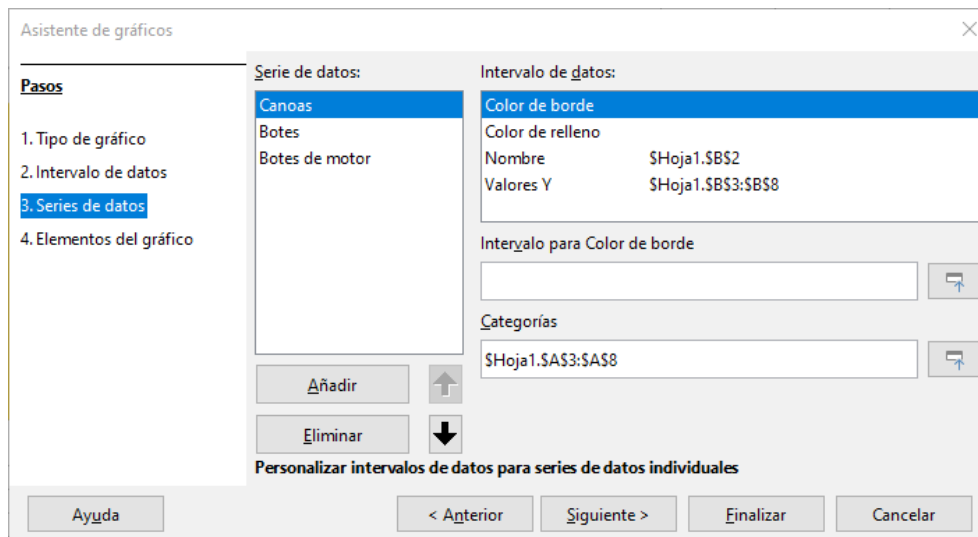 Asistente de gráficos
Pasos
1. Tipo de gráfico
2. Intervalo de datos
3. Series de datos
4. Elementos del gráfico
Serie de datos:
Canoas
Botes
Botes de motor
Añadir
Eliminar
Intervalo de datos:
Color de borde
Color de relleno
Nombre $Hoja1.$B$2
Valores Y $Hoja1.$B$3:$B$8
Intervalo para Color de borde
Categorías
$Hoja1.$A$3:$A$8
Personalizar intervalos de datos para series de datos individuales
Ayuda < Anterior Siguiente > Finalizar Cancelar